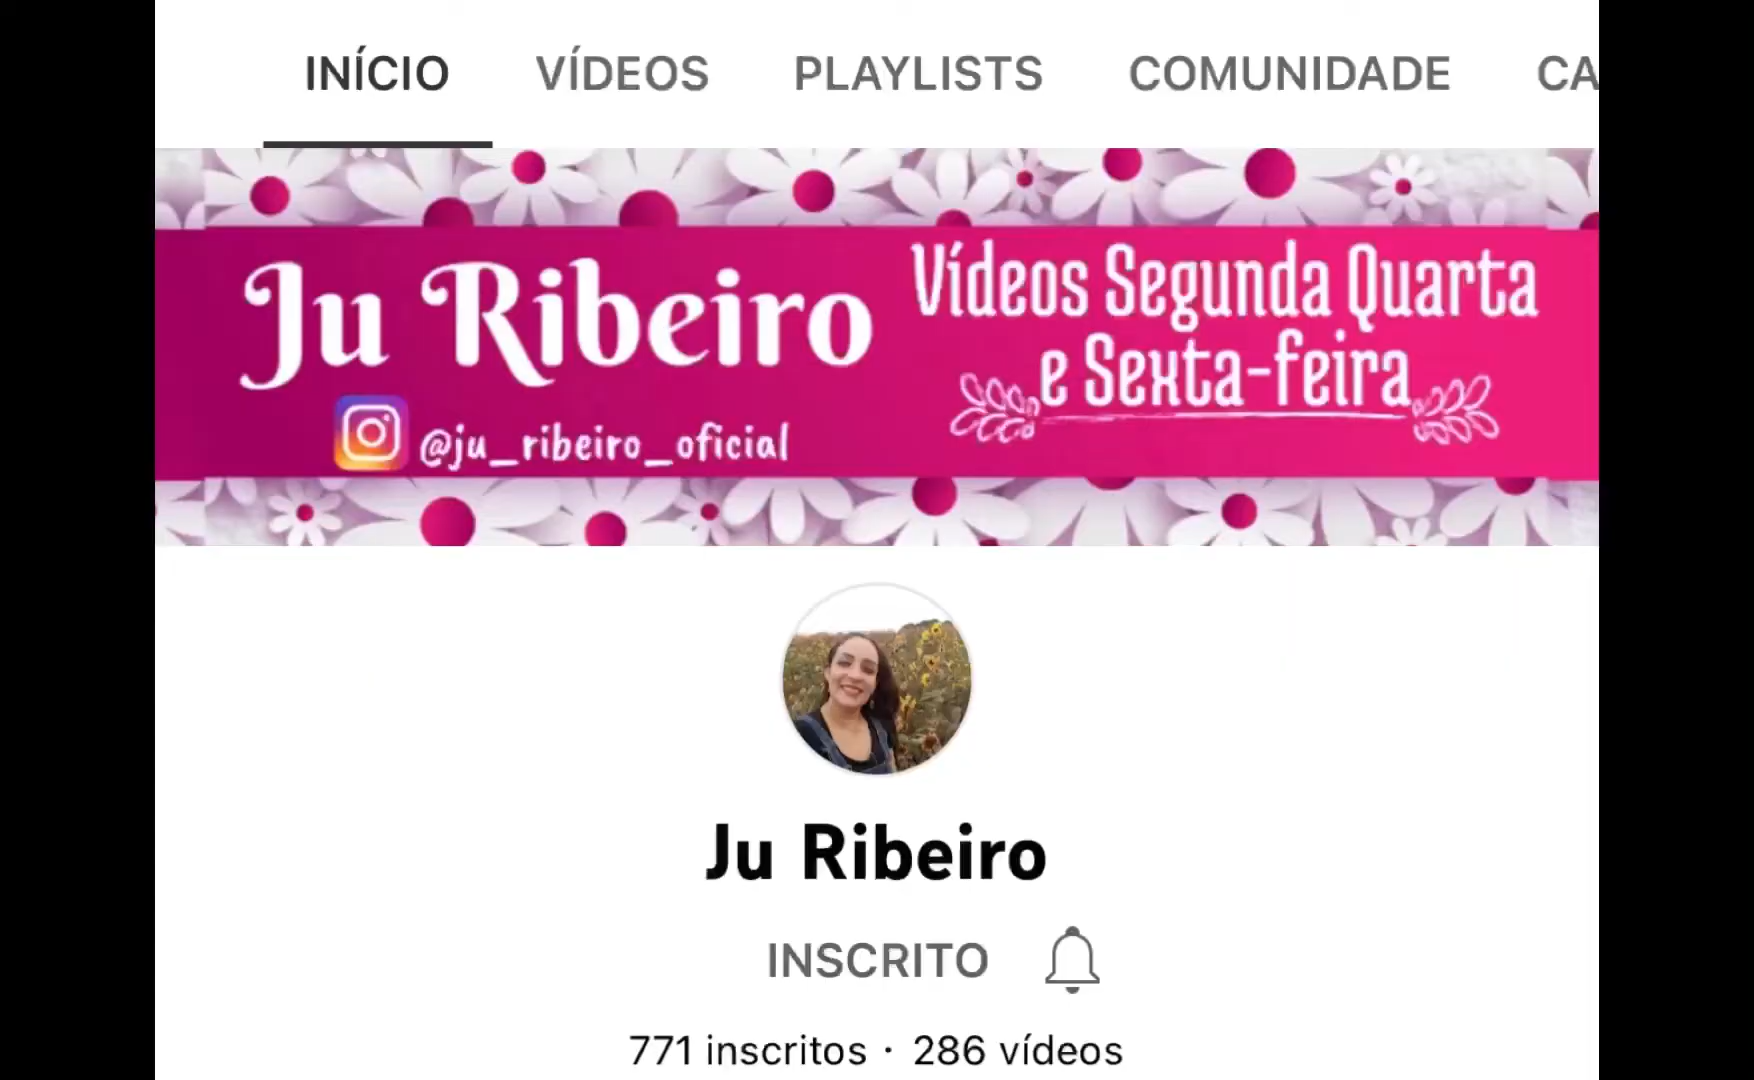 INÍCIO VÍDEOS PLAYLISTS COMUNIDADE CA
Ju Ribeiro
@ju_ribeiro_oficial
Vídeos Segunda Quarta
e Sexta-feira
Ju Ribeiro
INSCRITO
771 inscritos · 286 vídeos